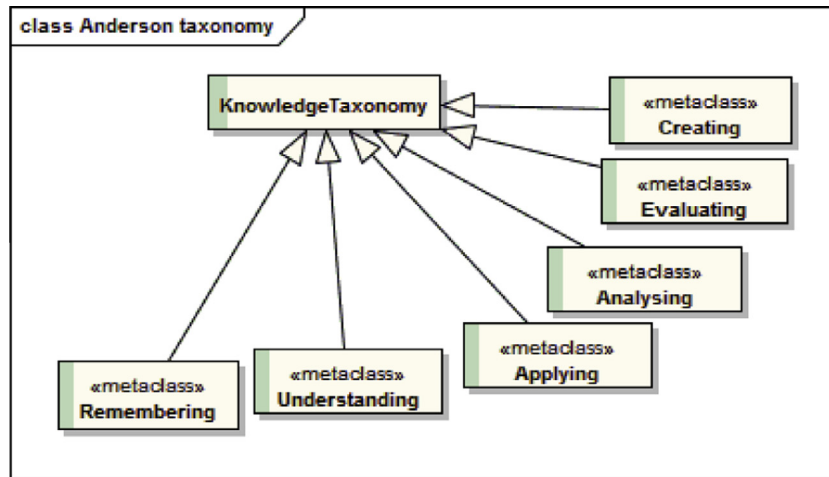 class Anderson taxonomy
KnowledgeTaxonomy
«metaclass»
Creating
«metaclass»
Evaluating
«metaclass»
Analysing
«metaclass»
Applying
«metaclass»
Understanding
«metaclass»
Remembering